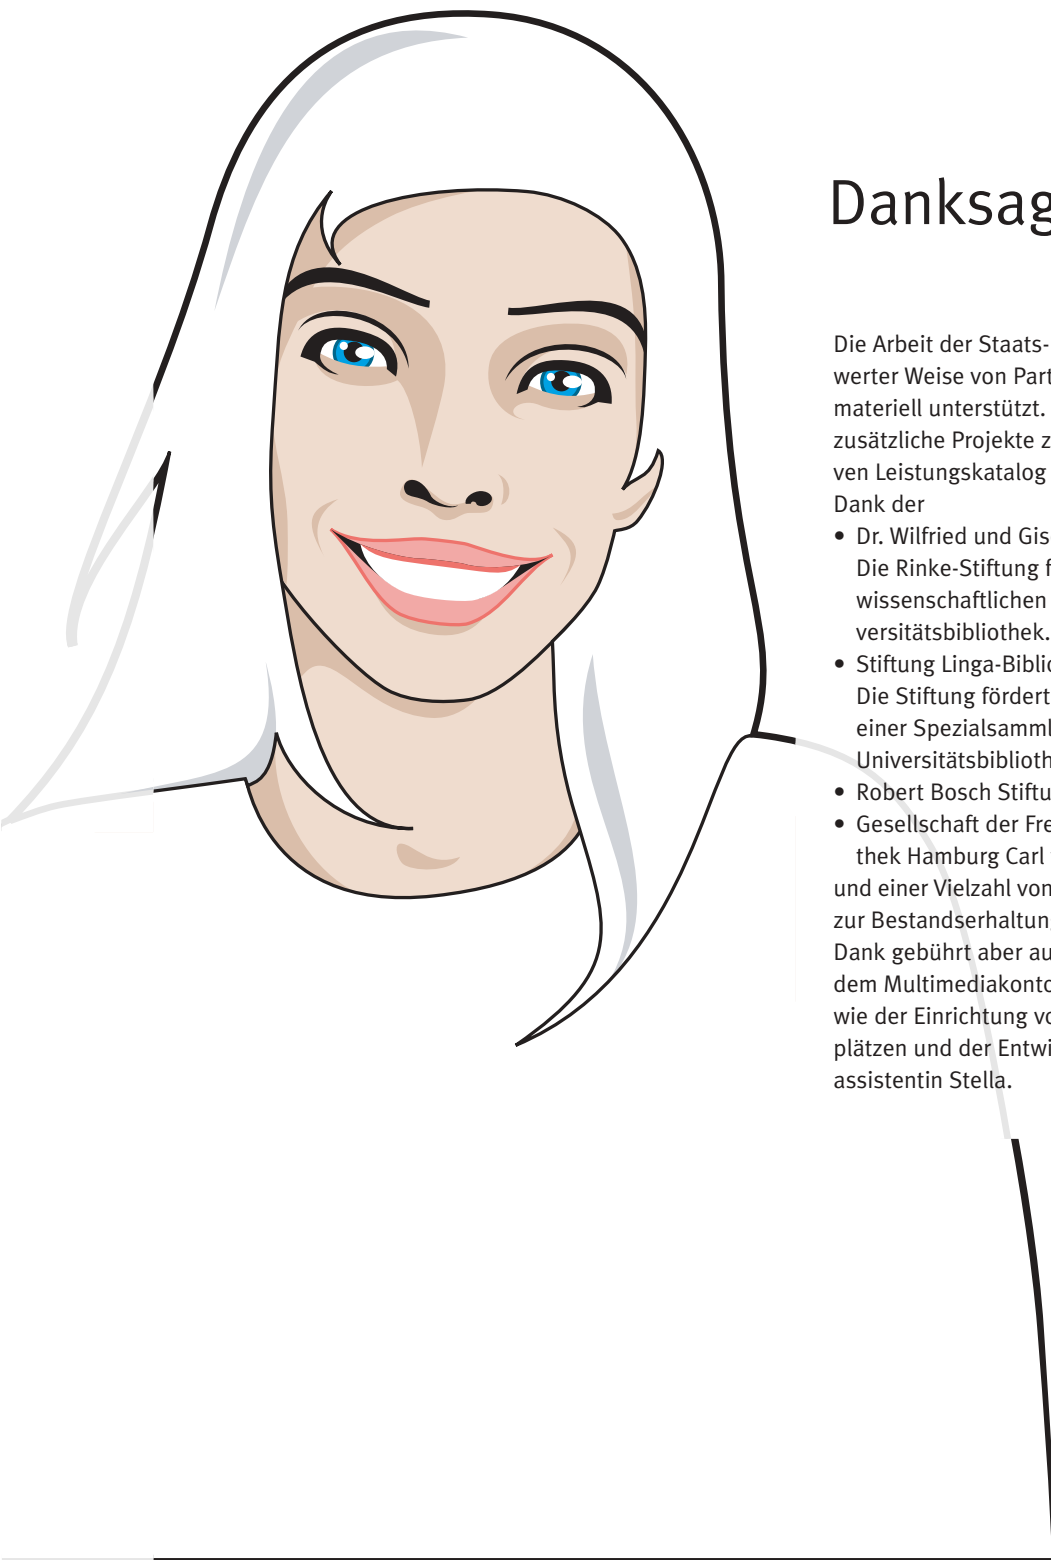 Danksag
Die Arbeit der Staats-
werter Weise von Part
materiell unterstützt.
zusätzliche Projekte z
ven Leistungskatalog
Dank der
• Dr. Wilfried und Gise
Die Rinke-Stiftung f
wissenschaftlichen
versitätsbibliothek.
• Stiftung Linga-Biblio
Die Stiftung fördert
einer Spezialsamml
Universitätsbiblioth
• Robert Bosch Stiftu
• Gesellschaft der Fre
thek Hamburg Carl
und einer Vielzahl von
zur Bestandserhaltung
Dank gebührt aber au
dem Multimediakonto
wie der Einrichtung vo
plätzen und der Entwi
assistentin Stella.